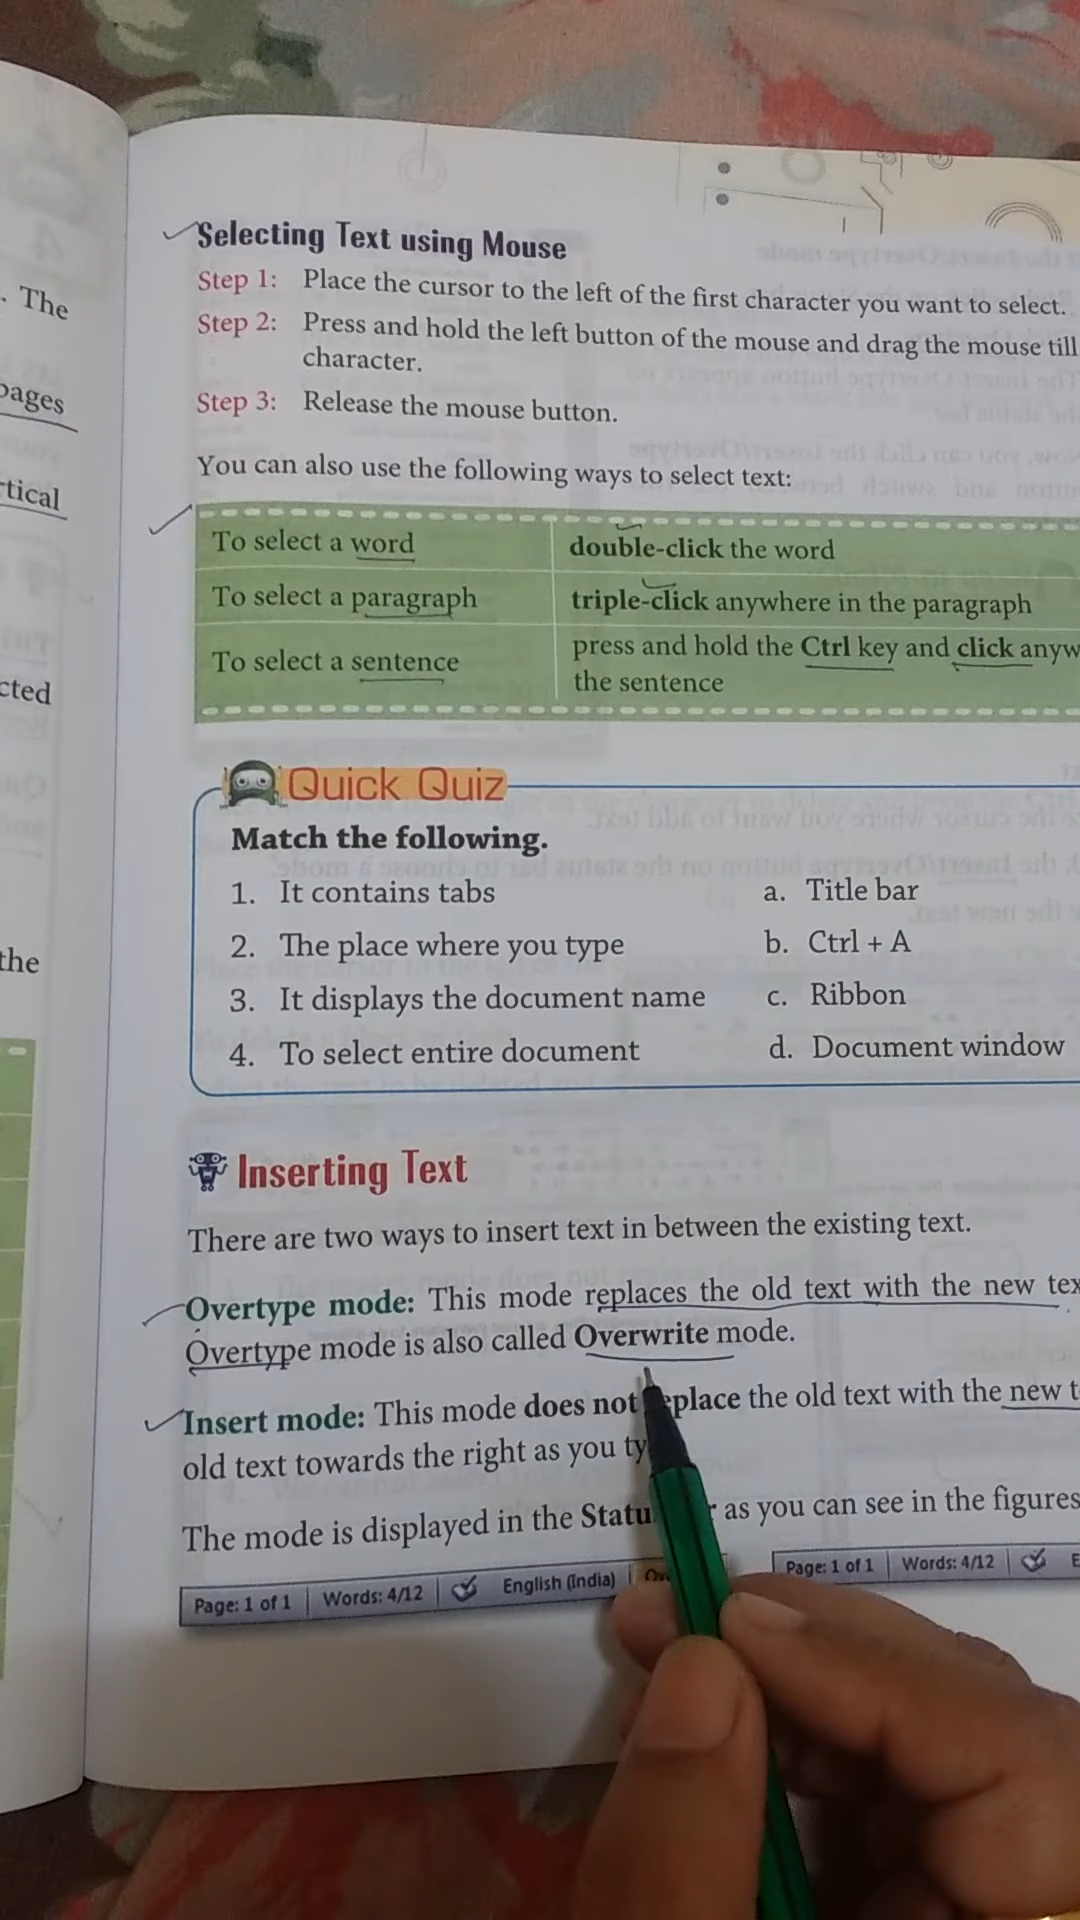 . The
pages
rtical
cted
the
Selecting Text using Mouse
Step 1: Place the cursor to the left of the first character you want to select.
Step 2: Press and hold the left button of the mouse and drag the mouse till
character.
Step 3: Release the mouse button.
You can also use the following ways to select text:
To select a word double-click the word
To select a paragraph triple-click anywhere in the paragraph
To select a sentence press and hold the Ctrl key and click anyw
the sentence
Quick Quiz
Match the following.
1. It contains tabs a. Title bar
2. The place where you type b. Ctrl + A
3. It displays the document name c. Ribbon
4. To select entire document d. Document window
Inserting Text
There are two ways to insert text in between the existing text.
Overtype mode: This mode replaces the old text with the new tex
Overtype mode is also called Overwrite mode.
Insert mode: This mode does not replace the old text with the new t
old text towards the right as you ty
The mode is displayed in the Statu as you can see in the figures
Page: 1 of 1 Words: 4/12 English (India) Ov
Page: 1 of 1 Words: 4/12 E